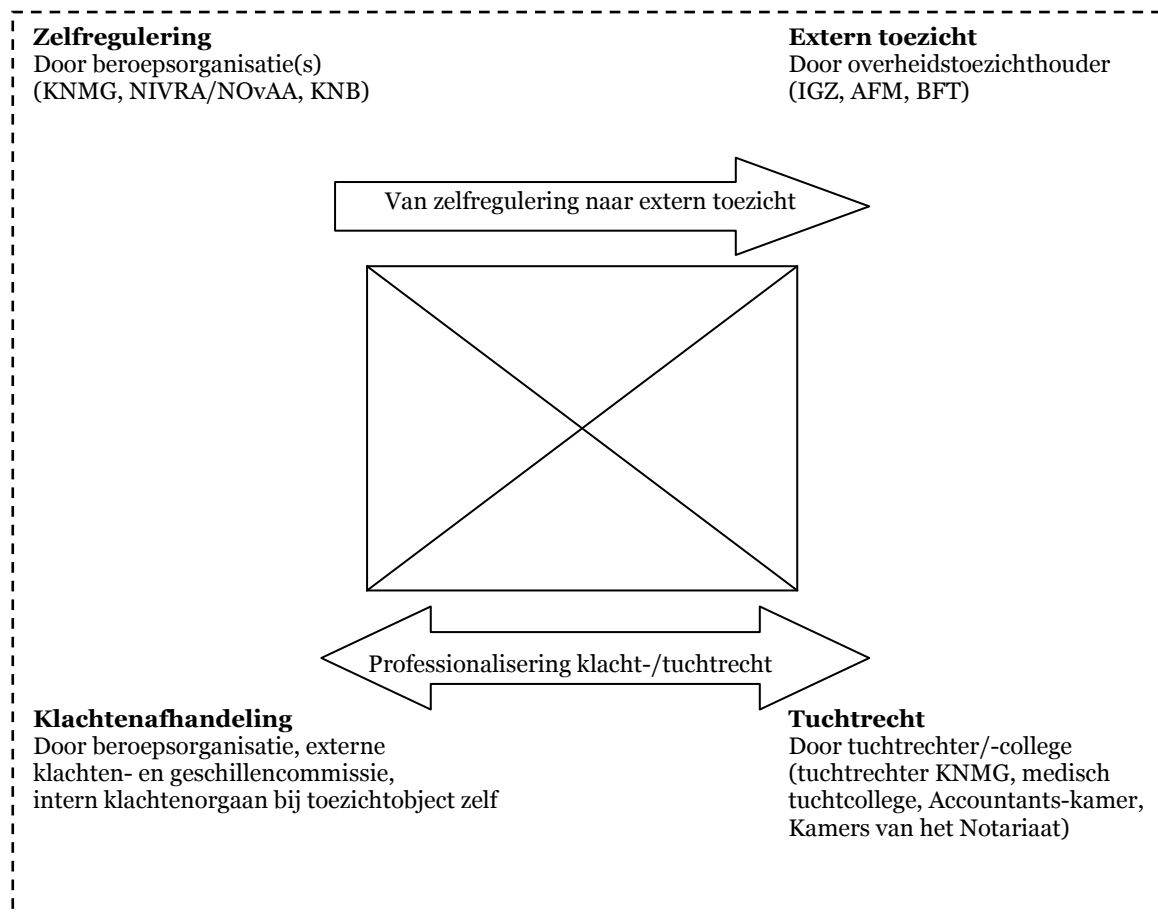 Zelfregulering
Door beroepsorganisatie(s)
(KNMG, NIVRA/NOvAA, KNB)
Extern toezicht
Door overheidstoezichthouder
(IGZ, AFM, BFT)
Van zelfregulering naar extern toezicht
Professionalisering klacht-/tuchtrecht
Klachtenafhandeling
Door beroepsorganisatie, externe
klachten- en geschillencommissie,
intern klachtenorgaan bij toezichtobject zelf
Tuchtrecht
Door tuchtrechter/-college
(tuchtrechter KNMG, medisch
tuchtcollege, Accountants-kamer,
Kamers van het Notariaat)